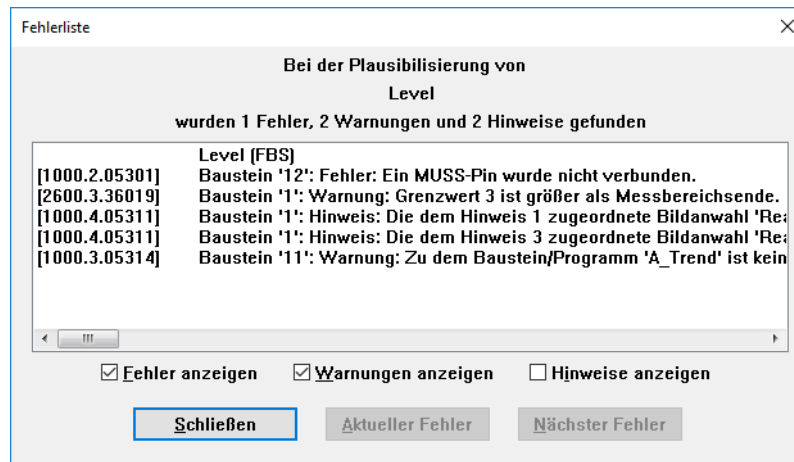 Fehlerliste
Bei der Plausibilisierung von
Level
wurden 1 Fehler, 2 Warnungen und 2 Hinweise gefunden
Level (FBS)
[1000.2.05301] Baustein '12': Fehler: Ein MUSS-Pin wurde nicht verbunden.
[2600.3.36019] Baustein '1': Warnung: Grenzwert 3 ist größer als Messbereichsende.
[1000.4.05311] Baustein '1': Hinweis: Die dem Hinweis 1 zugeordnete Bildanwahl 'Rea
[1000.4.05311] Baustein '1': Hinweis: Die dem Hinweis 3 zugeordnete Bildanwahl 'Rea
[1000.3.05314] Baustein '11': Warnung: Zu dem Baustein/Programm 'A_Trend' ist kein
Fehler anzeigen Warnungen anzeigen Hinweise anzeigen
Schließen Aktueller Fehler Nächster Fehler